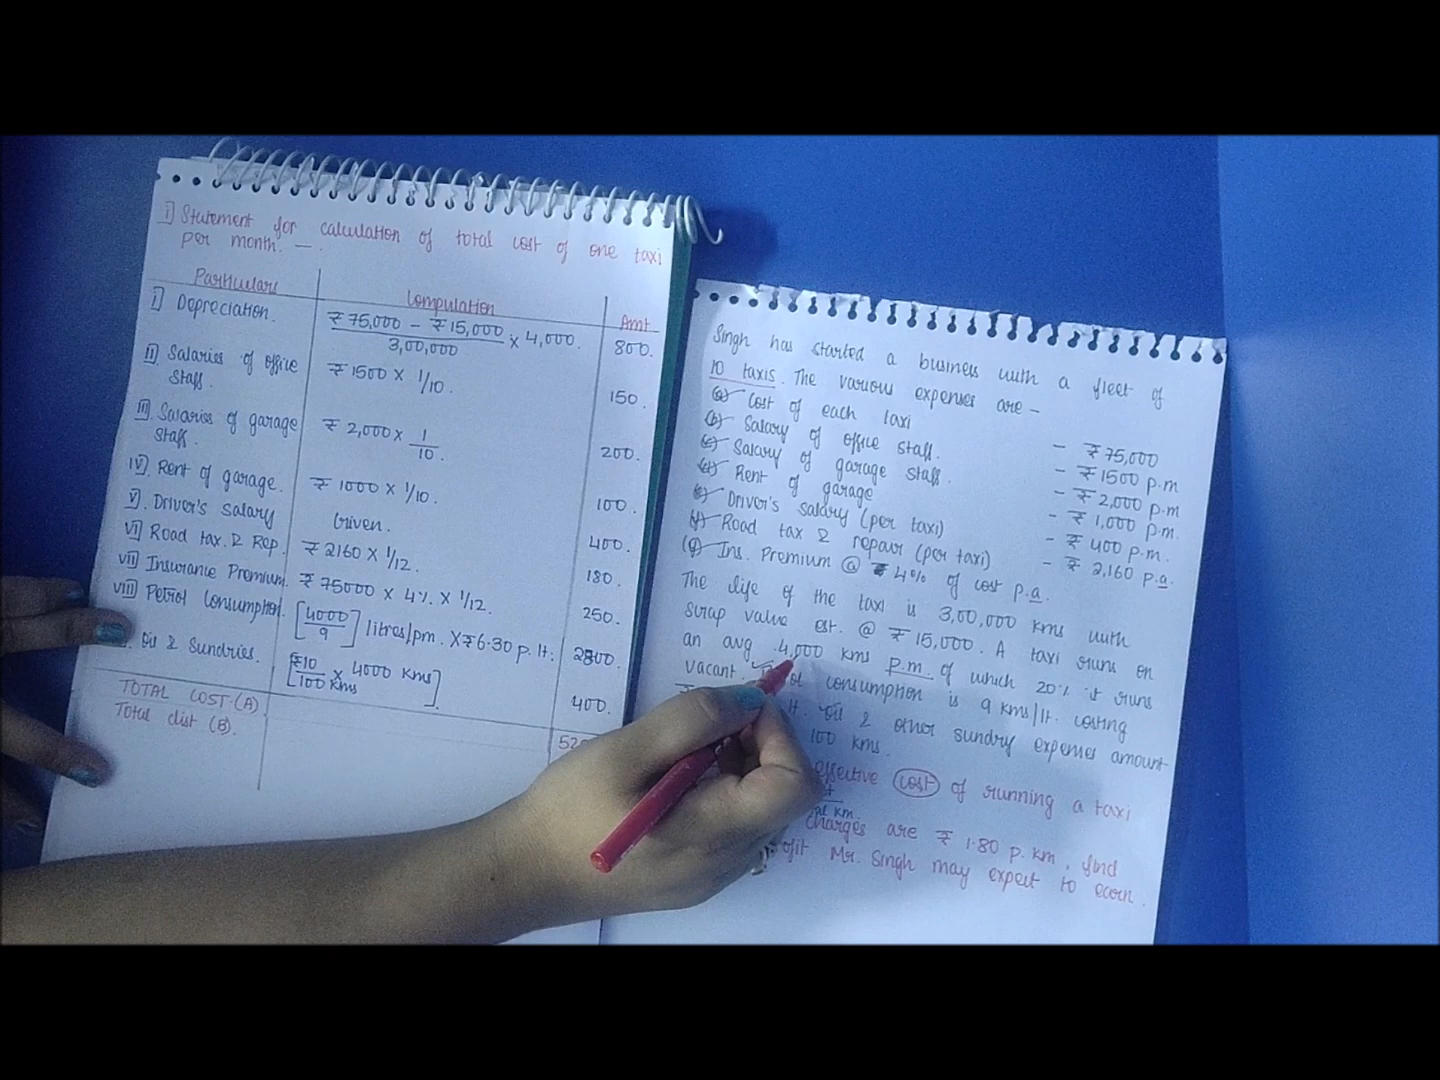 i] Statement for calculation of total cost of one taxi
per month. — .
Particulars Computation Amt
i] Depreciation. ₹ 75,000 – ₹ 15,000 / 3,00,000 × 4,000. 800.
ii] Salaries of office ₹ 1500 × 1/10. 150.
staff.
iii] Salaries of garage ₹ 2,000 × 1/10. 200.
staff.
iv]. Rent of garage. ₹ 1000 × 1/10. 100.
v]. Driver's salary Given. 400.
vi] Road tax. & Rep. ₹ 2160 × 1/12. 180.
vii] Insurance Premium. ₹ 75000 × 4% × 1/12. 250.
viii] Petrol Consumption. [4000/9] litres/pm. × ₹ 6.30 p. lt: 2800.
Oil & Sundries. [₹10/100 kms × 4000 kms]. 400.
TOTAL COST (A)
Total dist (B).
Singh has started a business with a fleet of
10 taxis. The various expenses are –
(a) Cost of each taxi – ₹ 75,000
(b) Salary of office staff. – ₹ 1500 p.m
(c) Salary of garage staff. – ₹ 2,000 p.m
(d) Rent of garage – ₹ 1,000 p.m.
(e) Driver's salary (per taxi) – ₹ 400 p.m.
(f) Road tax & repair (per taxi) – ₹ 2,160 p.a.
(g) Ins. Premium @ 4% of cost p.a.
The life of the taxi is 3,00,000 kms with
scrap value est. @ ₹ 15,000. A taxi runs on
an avg 4,000 kms p.m. of which 20% it runs
vacant. consumption is 9 kms/lt. costing
lt. Oil & other sundry expenses amount
100 kms.
effective cost of running a taxi
km.
charges are ₹ 1.80 p. km, find
Mr. Singh may expect to earn.